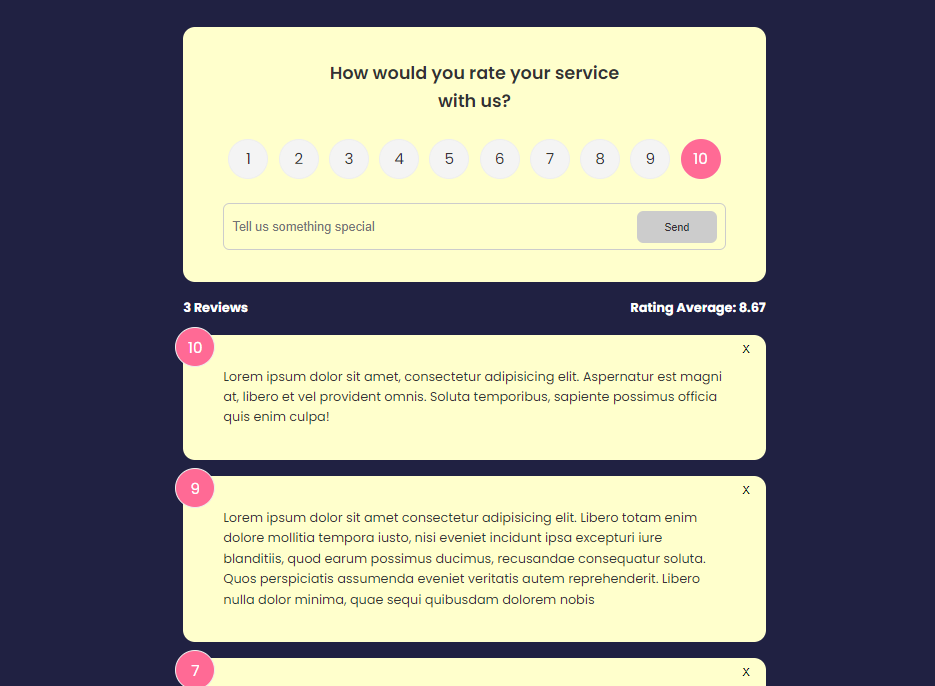 How would you rate your service
with us?
1 2 3 4 5 6 7 8 9 10
Tell us something special
Send
3 Reviews
Rating Average: 8.67
10
X
Lorem ipsum dolor sit amet, consectetur adipisicing elit. Aspernatur est magni
at, libero et vel provident omnis. Soluta temporibus, sapiente possimus officia
quis enim culpa!
9
X
Lorem ipsum dolor sit amet consectetur adipisicing elit. Libero totam enim
dolore mollitia tempora iusto, nisi eveniet incidunt ipsa excepturi iure
blanditiis, quod earum possimus ducimus, recusandae consequatur soluta.
Quos perspiciatis assumenda eveniet veritatis autem reprehenderit. Libero
nulla dolor minima, quae sequi quibusdam dolorem nobis
7
X